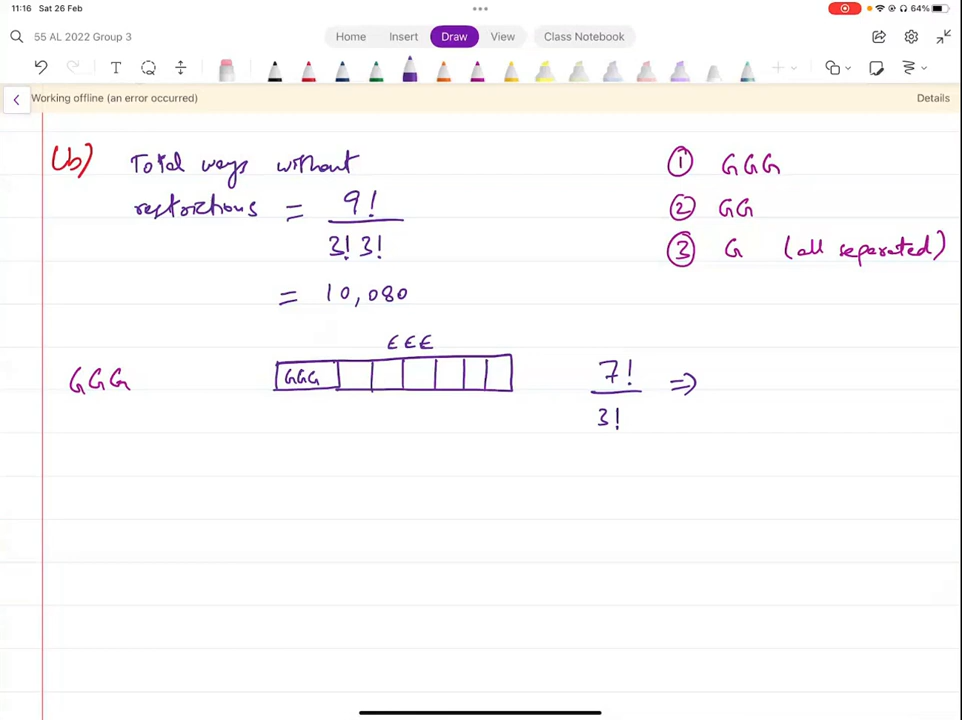 11:16 Sat 26 Feb
64%
55 AL 2022 Group 3
Home Insert Draw View Class Notebook
T
Working offline (an error occurred) Details
(b) Total ways without
restrictions = 9!
3! 3!
= 10,080
① GGG
② GG
③ G (all separated)
EEE
GGG GGG 7! ⇒
3!